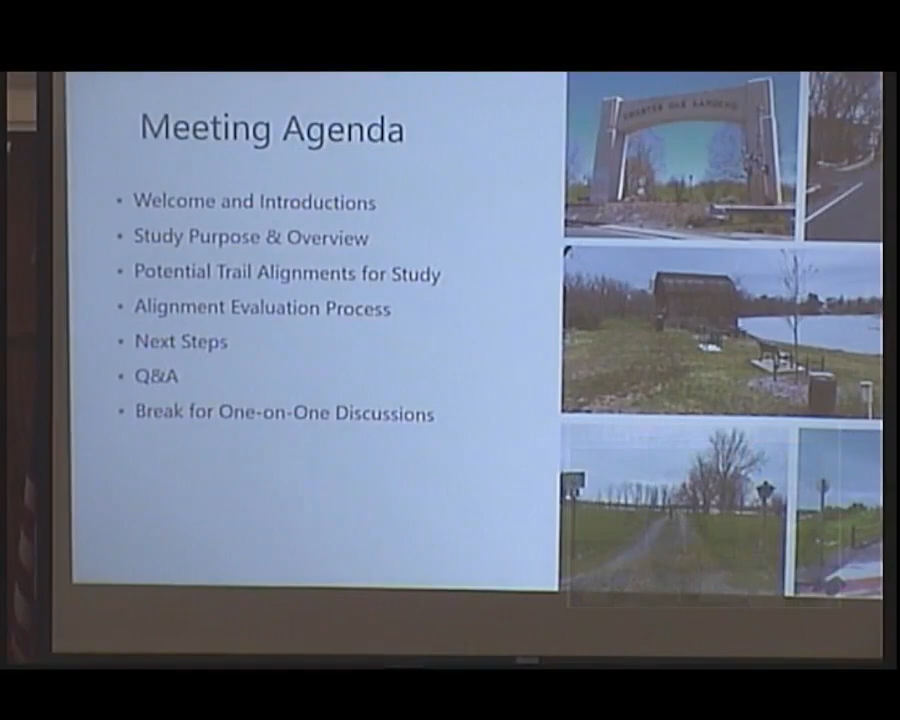 Meeting Agenda
• Welcome and Introductions
• Study Purpose & Overview
• Potential Trail Alignments for Study
• Alignment Evaluation Process
• Next Steps
• Q&A
• Break for One-on-One Discussions